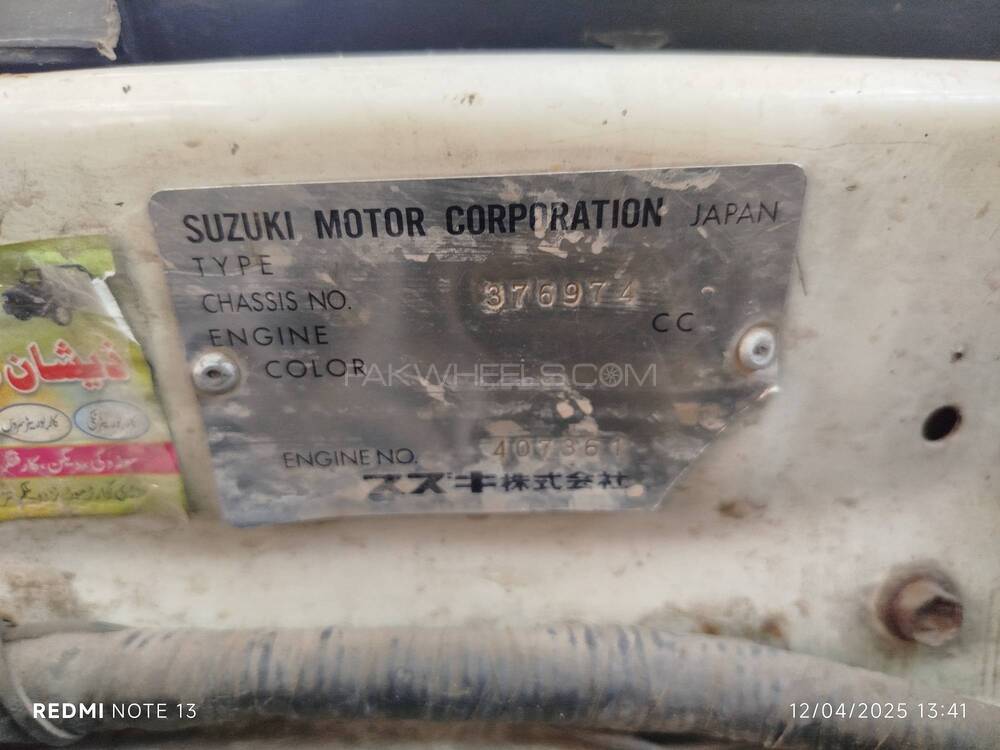 SUZUKI MOTOR CORPORATION JAPAN
TYPE
CHASSIS NO. 376974
ENGINE CC
COLOR
PAKWHEELS.COM
ENGINE NO. 407361
スズキ株式会社
ذیشان
REDMI NOTE 13
12/04/2025 13:41